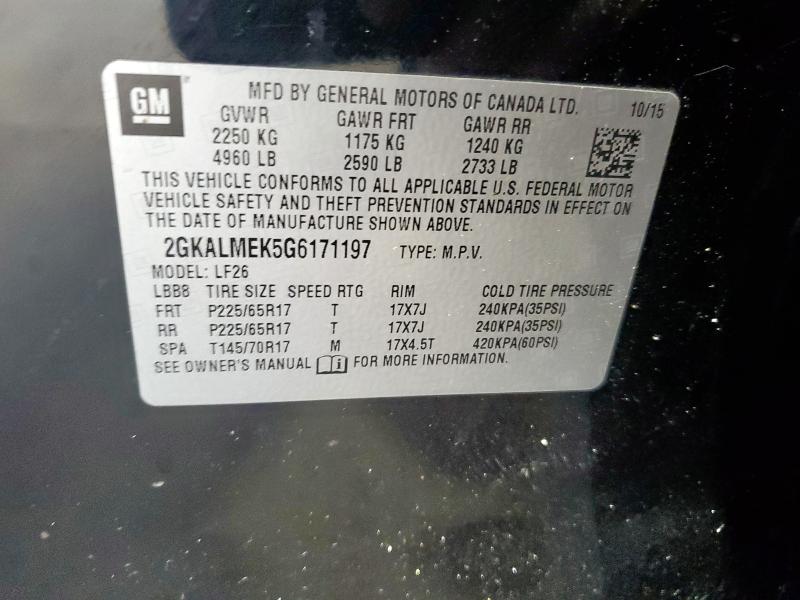 GM
MFD BY GENERAL MOTORS OF CANADA LTD. 10/15
GVWR GAWR FRT GAWR RR
2250 KG 1175 KG 1240 KG
4960 LB 2590 LB 2733 LB
THIS VEHICLE CONFORMS TO ALL APPLICABLE U.S. FEDERAL MOTOR
VEHICLE SAFETY AND THEFT PREVENTION STANDARDS IN EFFECT ON
THE DATE OF MANUFACTURE SHOWN ABOVE.
2GKALMEK5G6171197 TYPE: M.P.V.
MODEL: LF26
LBB8 TIRE SIZE SPEED RTG RIM COLD TIRE PRESSURE
FRT P225/65R17 T 17X7J 240KPA(35PSI)
RR P225/65R17 T 17X7J 240KPA(35PSI)
SPA T145/70R17 M 17X4.5T 420KPA(60PSI)
SEE OWNER'S MANUAL FOR MORE INFORMATION.